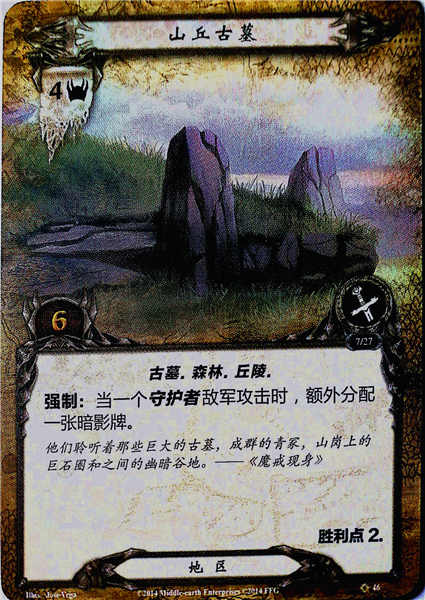 山丘古墓
4
6
7/27
古墓. 森林. 丘陵.
强制：当一个守护者敌军攻击时，额外分配
一张暗影牌。
他们聆听着那些巨大的古墓，成群的青冢，山岗上的
巨石圈和之间的幽暗谷地。——《魔戒现身》
胜利点 2.
地区
Illus. Jose Vega
©2014 Middle-earth Enterprises ©2014 FFG
46